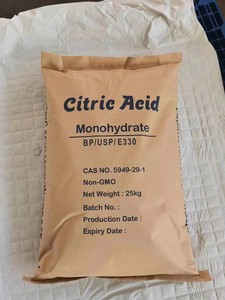 Citric Acid
Monohydrate
BP/USP/E330
CAS NO. 5949-29-1
Non-GMO
Net Weight : 25kg
Batch No. :
Production Date :
Expiry Date :